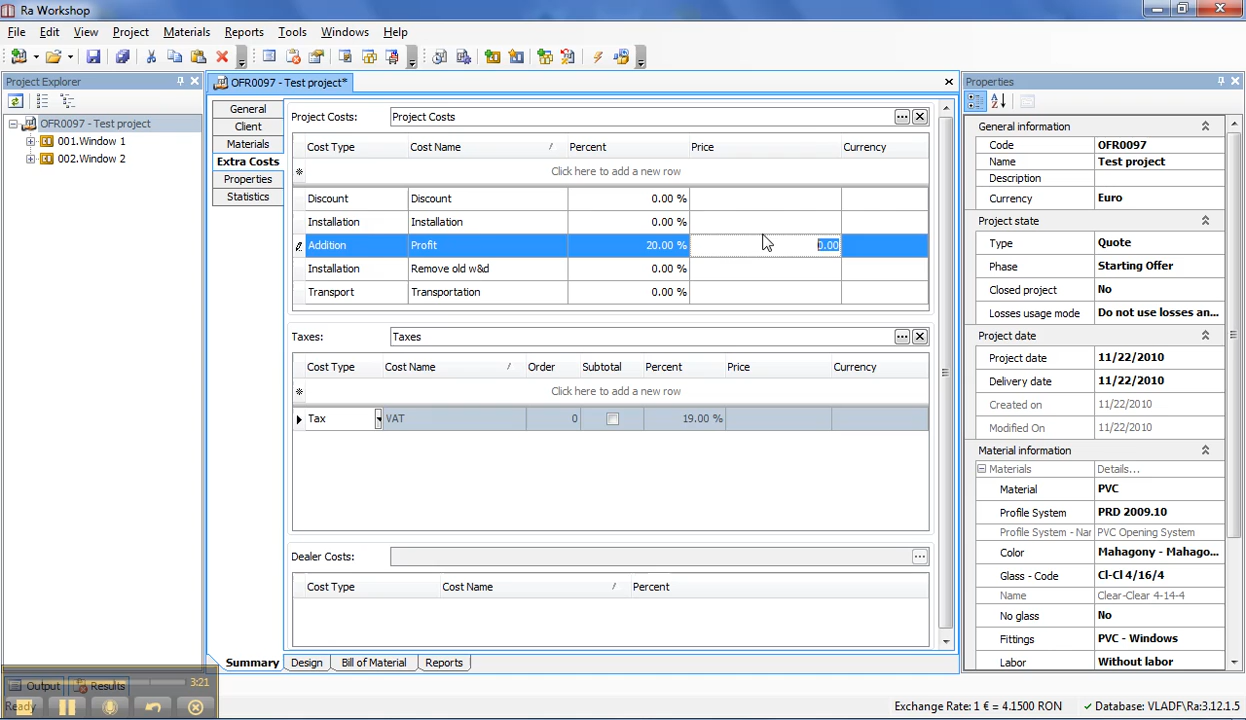 Ra Workshop
File Edit View Project Materials Reports Tools Windows Help
Project Explorer
OFR0097 - Test project
001.Window 1
002.Window 2
OFR0097 - Test project*
General
Client
Materials
Extra Costs
Properties
Statistics
Project Costs: Project Costs
Cost Type Cost Name / Percent Price Currency
Click here to add a new row
Discount Discount 0.00 %
Installation Installation 0.00 %
Addition Profit 20.00 % 0.00
Installation Remove old w&d 0.00 %
Transport Transportation 0.00 %
Taxes: Taxes
Cost Type Cost Name / Order Subtotal Percent Price Currency
Click here to add a new row
Tax VAT 0 19.00 %
Dealer Costs:
Cost Type Cost Name / Percent
Summary Design Bill of Material Reports
Properties
General information
Code OFR0097
Name Test project
Description
Currency Euro
Project state
Type Quote
Phase Starting Offer
Closed project No
Losses usage mode Do not use losses an...
Project date
Project date 11/22/2010
Delivery date 11/22/2010
Created on 11/22/2010
Modified On 11/22/2010
Material information
Materials Details...
Material PVC
Profile System PRD 2009.10
Profile System - Nar PVC Opening System
Color Mahagony - Mahago...
Glass - Code Cl-Cl 4/16/4
Name Clear-Clear 4-14-4
No glass No
Fittings PVC - Windows
Labor Without labor
Output Results 3:21
Ready
Exchange Rate: 1 € = 4.1500 RON Database: VLADF\Ra:3.12.1.5